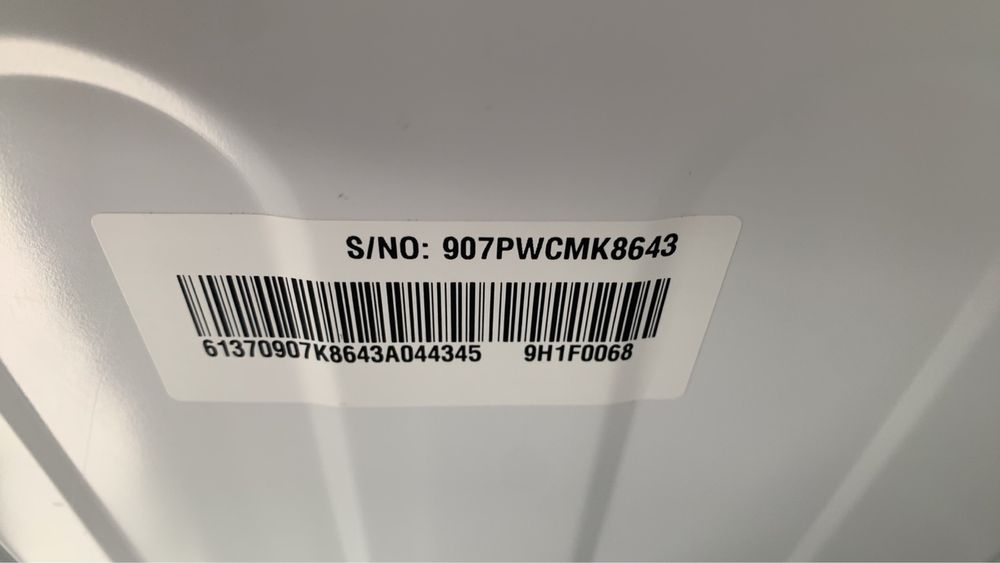 S/NO: 907PWCMK8643
61370907K8643A044345 9H1F0068